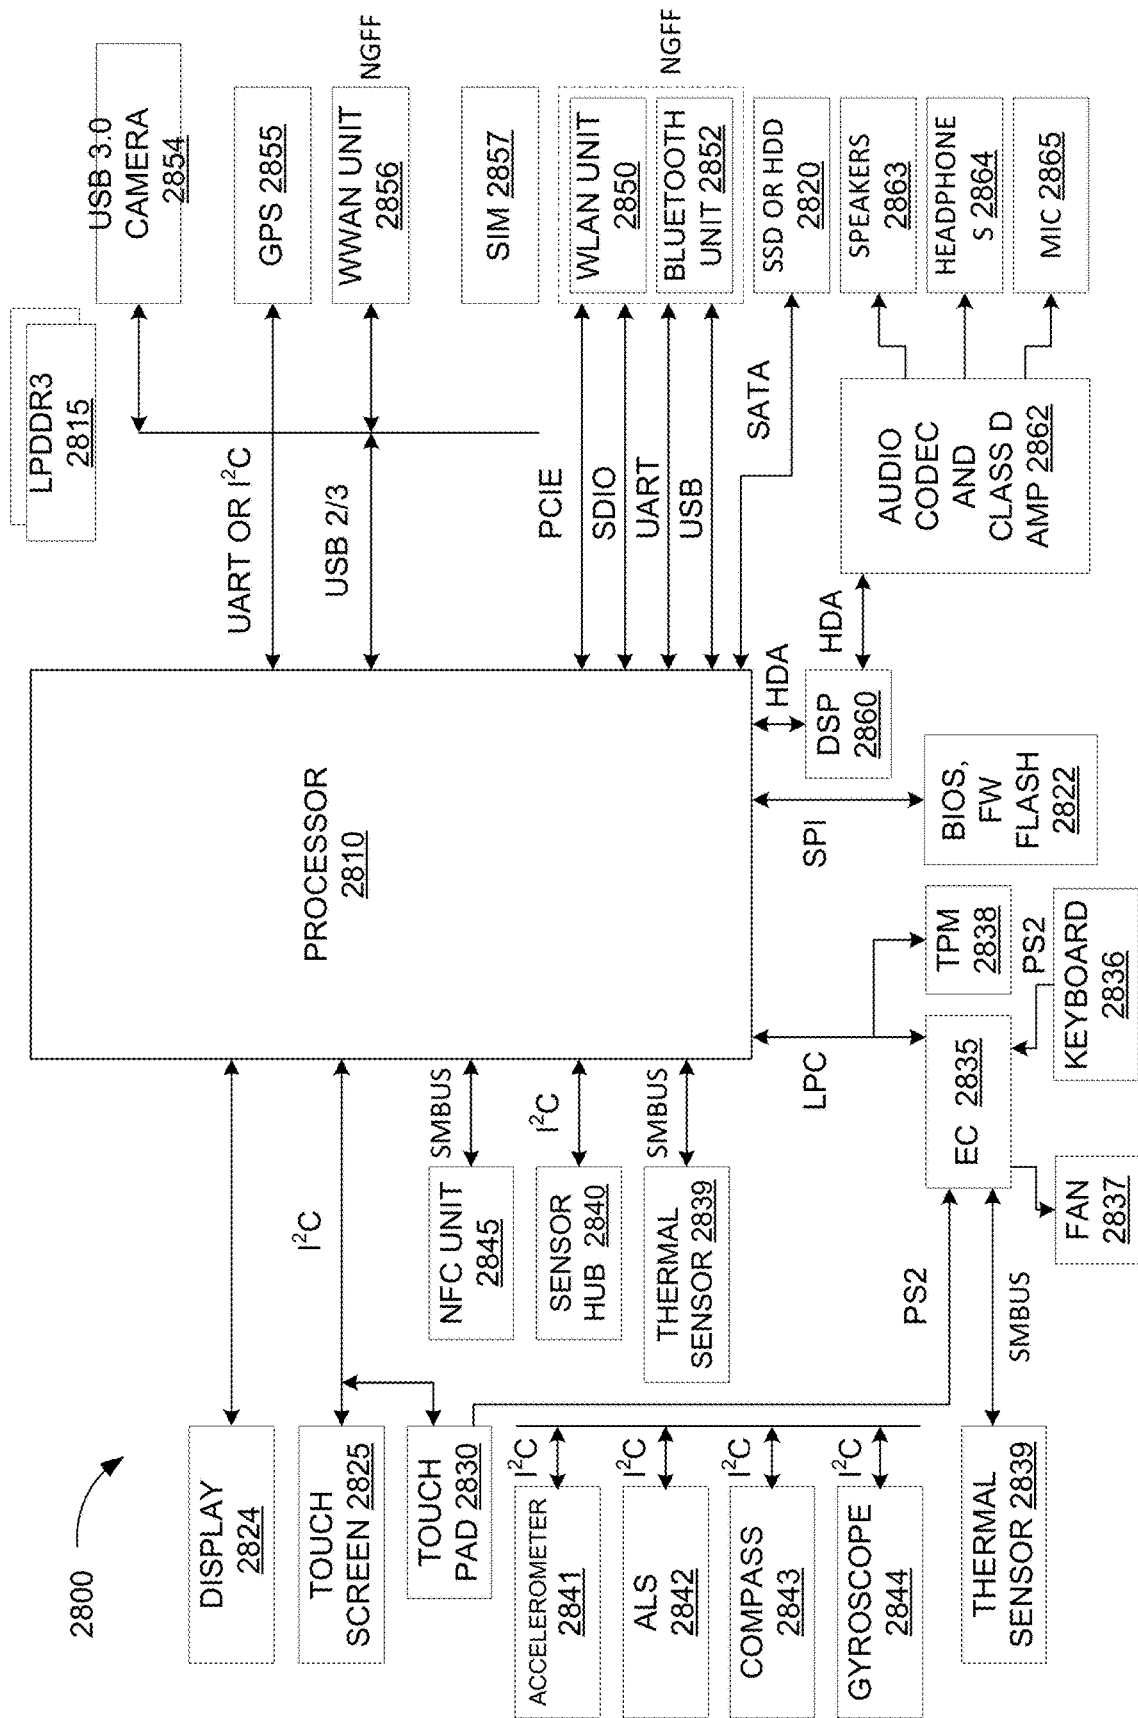 2800
DISPLAY
2824
TOUCH
SCREEN 2825
TOUCH
PAD 2830
ACCELEROMETER
2841
ALS
2842
COMPASS
2843
GYROSCOPE
2844
THERMAL
SENSOR 2839
I²C
I²C
I²C
I²C
I²C
SMBUS
PS2
NFC UNIT
2845
SENSOR
HUB 2840
THERMAL
SENSOR 2839
SMBUS
I²C
SMBUS
FAN
2837
EC 2835
LPC
KEYBOARD
2836
PS2
TPM
2838
PROCESSOR
2810
SPI
BIOS,
FW
FLASH
2822
HDA
DSP
2860
HDA
AUDIO
CODEC
AND
CLASS D
AMP 2862
LPDDR3
2815
UART OR I²C
USB 2/3
PCIE
SDIO
UART
USB
SATA
USB 3.0
CAMERA
2854
GPS 2855
WWAN UNIT
2856
NGFF
SIM 2857
WLAN UNIT
2850
BLUETOOTH
UNIT 2852
NGFF
SSD OR HDD
2820
SPEAKERS
2863
HEADPHONE
S 2864
MIC 2865